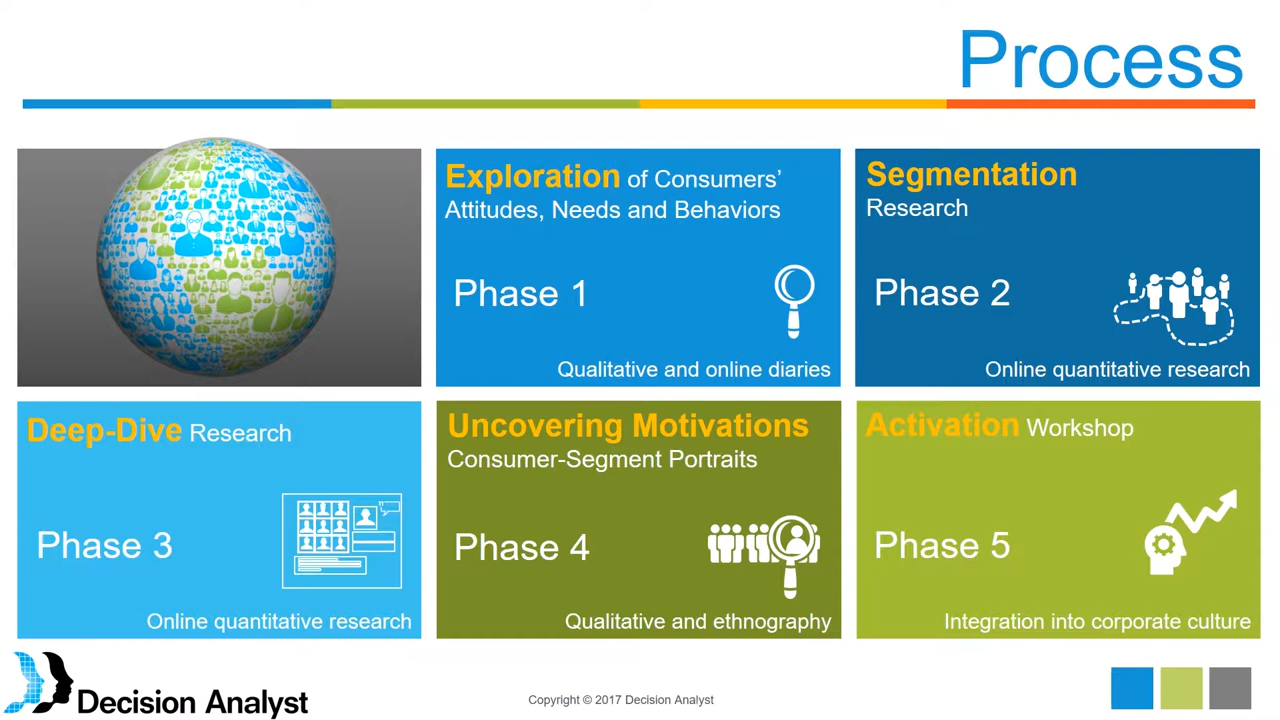 Process
Exploration of Consumers’
Attitudes, Needs and Behaviors
Phase 1
Qualitative and online diaries
Segmentation
Research
Phase 2
Online quantitative research
Deep-Dive Research
Phase 3
Online quantitative research
Uncovering Motivations
Consumer-Segment Portraits
Phase 4
Qualitative and ethnography
Activation Workshop
Phase 5
Integration into corporate culture
Decision Analyst
Copyright © 2017 Decision Analyst